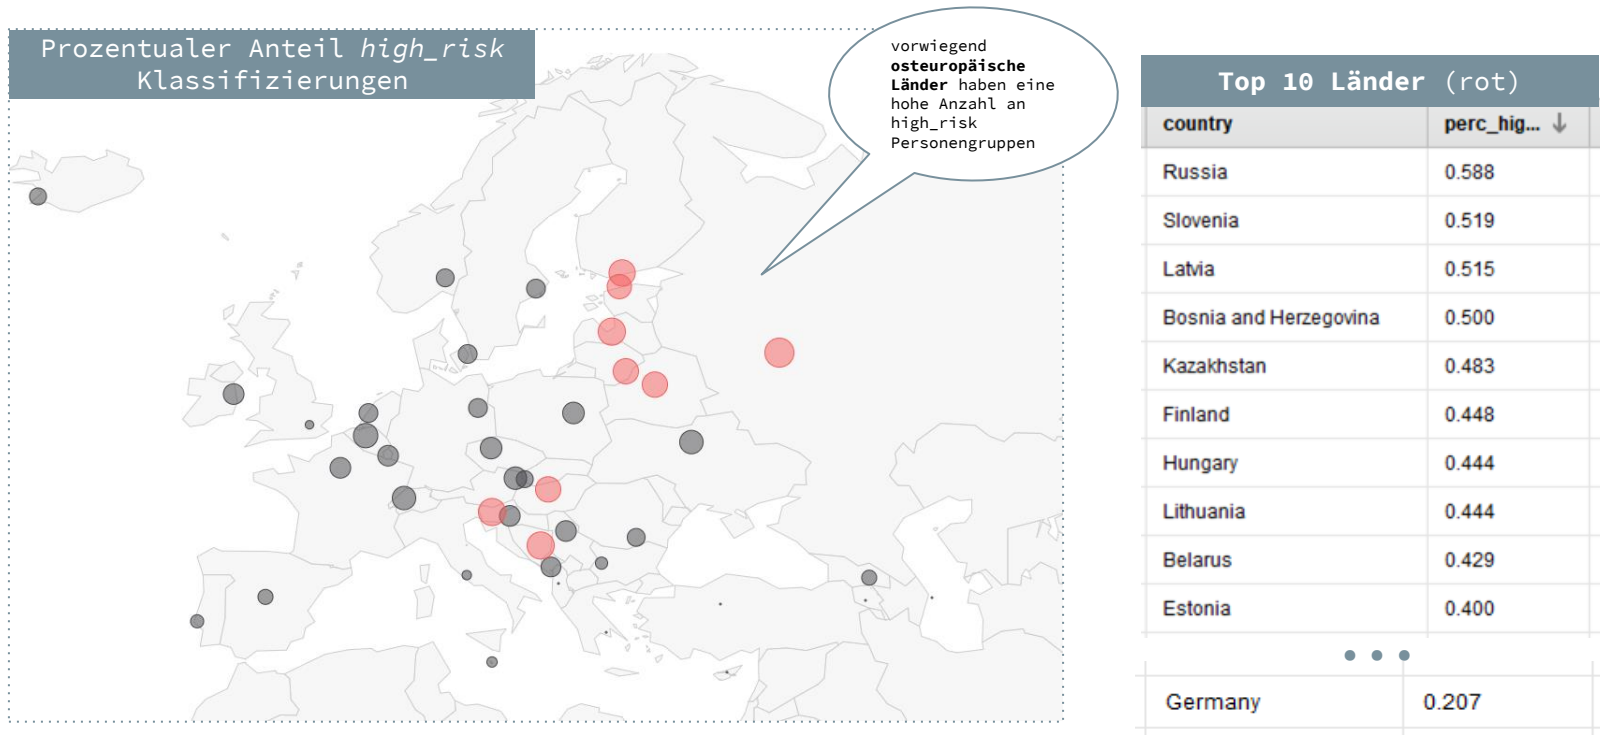 Prozentualer Anteil high_risk
Klassifizierungen
vorwiegend
osteuropäische
Länder haben eine
hohe Anzahl an
high_risk
Personengruppen
Top 10 Länder (rot)
country perc_hig...
Russia 0.588
Slovenia 0.519
Latvia 0.515
Bosnia and Herzegovina 0.500
Kazakhstan 0.483
Finland 0.448
Hungary 0.444
Lithuania 0.444
Belarus 0.429
Estonia 0.400
Germany 0.207